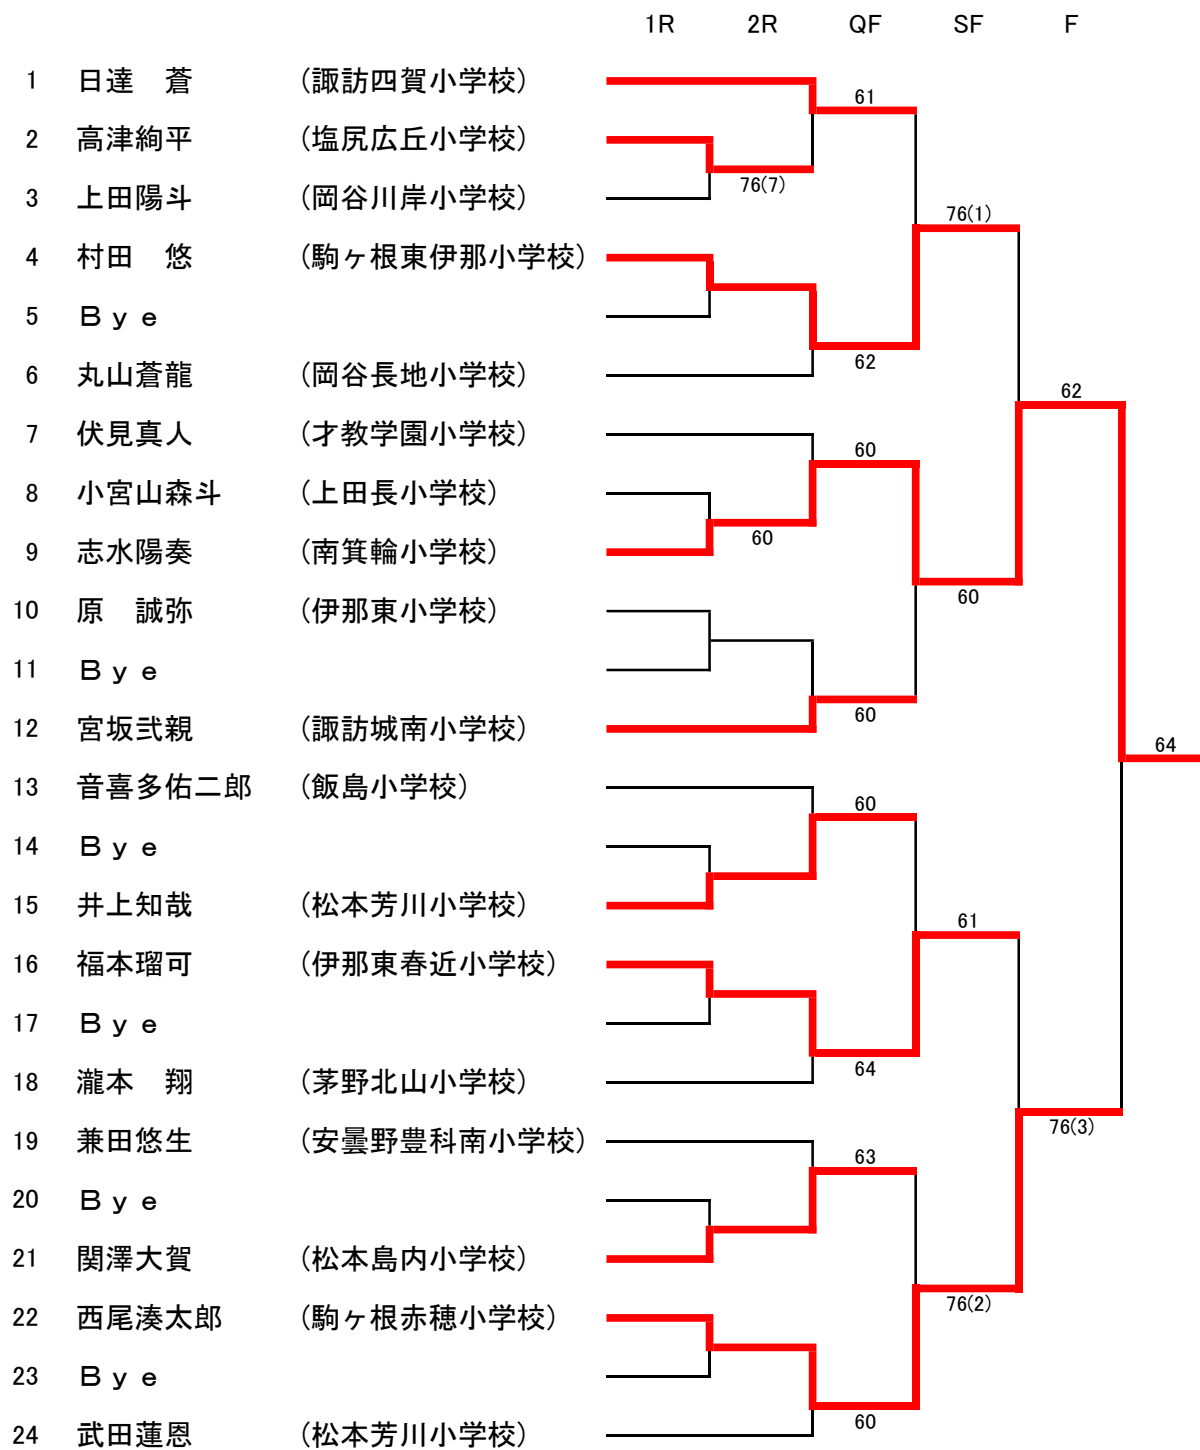 1R 2R QF SF F
1 日達 蒼 (諏訪四賀小学校)
61
2 高津絢平 (塩尻広丘小学校)
76(7)
3 上田陽斗 (岡谷川岸小学校)
76(1)
4 村田 悠 (駒ヶ根東伊那小学校)
5 Bye
62
6 丸山蒼龍 (岡谷長地小学校)
62
7 伏見真人 (才教学園小学校)
60
8 小宮山森斗 (上田長小学校)
60
9 志水陽奏 (南箕輪小学校)
60
10 原 誠弥 (伊那東小学校)
11 Bye
60
12 宮坂弐親 (諏訪城南小学校)
64
13 音喜多佑二郎 (飯島小学校)
60
14 Bye
15 井上知哉 (松本芳川小学校)
61
16 福本瑠可 (伊那東春近小学校)
17 Bye
64
18 瀧本 翔 (茅野北山小学校)
76(3)
19 兼田悠生 (安曇野豊科南小学校)
63
20 Bye
21 関澤大賀 (松本島内小学校)
76(2)
22 西尾湊太郎 (駒ヶ根赤穂小学校)
23 Bye
60
24 武田蓮恩 (松本芳川小学校)